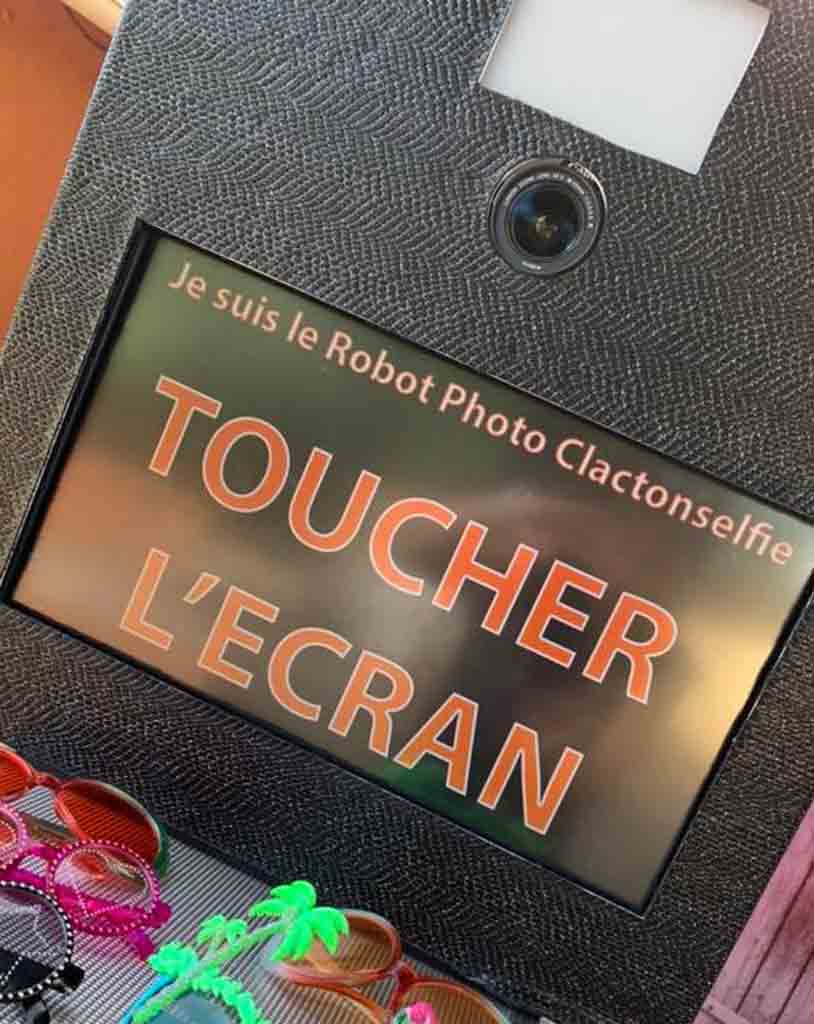 Je suis le Robot Photo Clactonselfie
TOUCHER
L'ECRAN